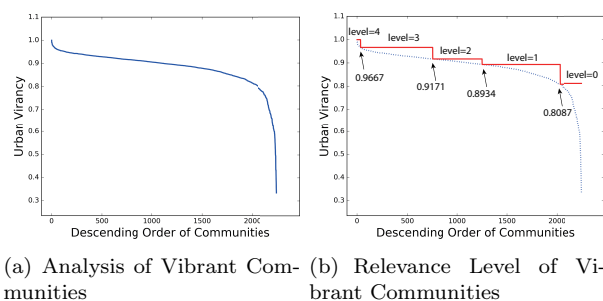 1.1
1.0
0.9
0.8
0.7
0.6
0.5
0.4
0.3
Urban Virancy
0 500 1000 1500 2000
Descending Order of Communities
(a) Analysis of Vibrant Com-
munities
1.1
1.0
0.9
0.8
0.7
0.6
0.5
0.4
0.3
Urban Virancy
level=4
level=3
level=2
level=1
level=0
0.9667
0.9171
0.8934
0.8087
0 500 1000 1500 2000
Descending Order of Communities
(b) Relevance Level of Vi-
brant Communities